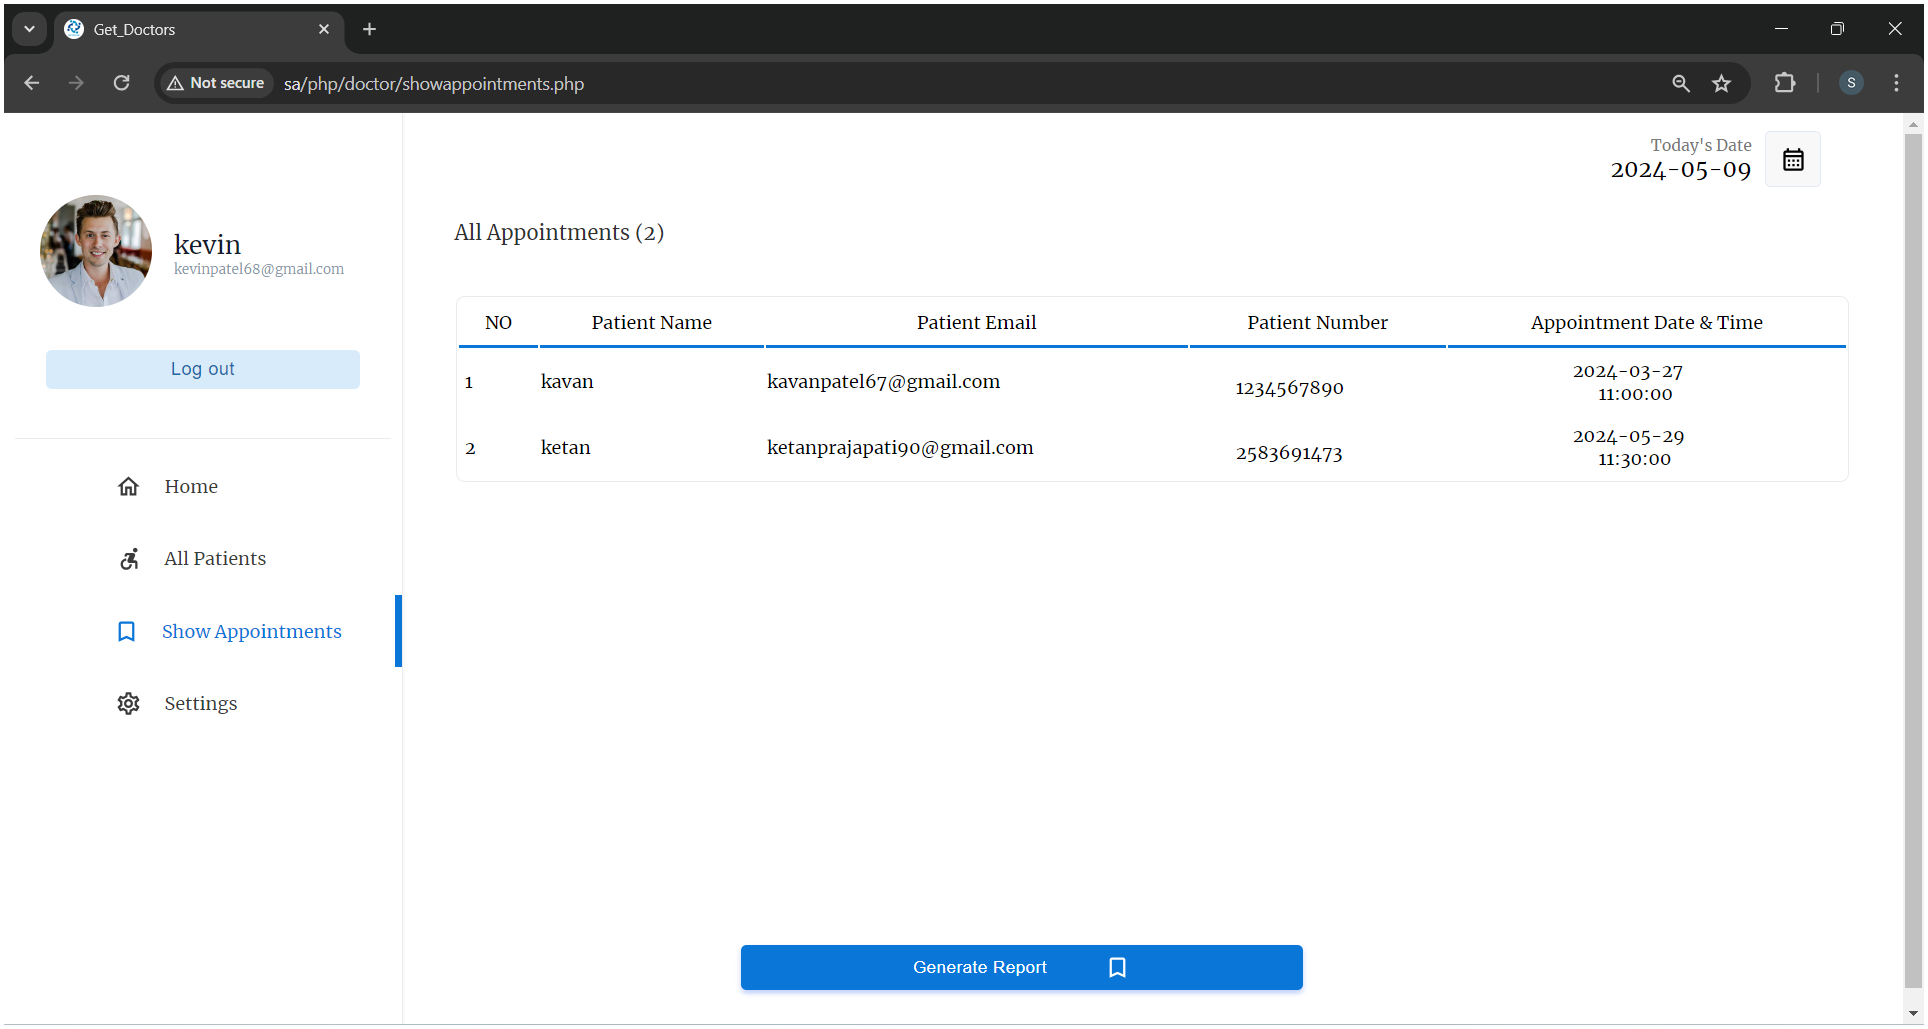 Get_Doctors
Not secure
sa/php/doctor/showappointments.php
S
Today's Date
2024-05-09
kevin
kevinpatel68@gmail.com
Log out
Home
All Patients
Show Appointments
Settings
All Appointments (2)
NO Patient Name Patient Email Patient Number Appointment Date & Time
1 kavan kavanpatel67@gmail.com 1234567890 2024-03-27
11:00:00
2 ketan ketanprajapati90@gmail.com 2583691473 2024-05-29
11:30:00
Generate Report